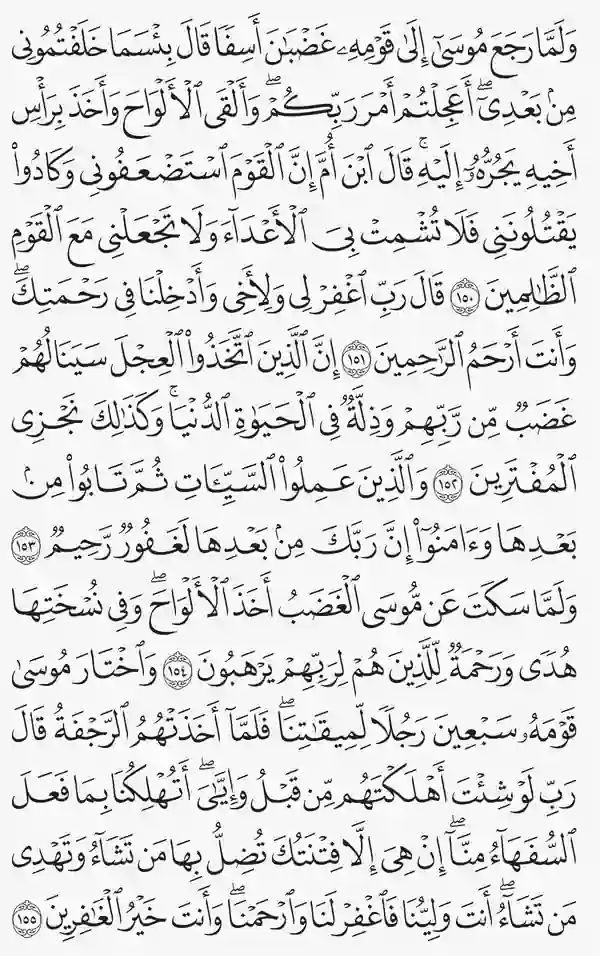 وَلَمَّا رَجَعَ مُوسَىٰٓ إِلَىٰ قَوْمِهِۦ غَضْبَٰنَ أَسِفًا قَالَ بِئْسَمَا خَلَفْتُمُونِى
مِنۢ بَعْدِىٓ ۖ أَعَجِلْتُمْ أَمْرَ رَبِّكُمْ ۖ وَأَلْقَى ٱلْأَلْوَاحَ وَأَخَذَ بِرَأْسِ
أَخِيهِ يَجُرُّهُۥٓ إِلَيْهِ ۚ قَالَ ٱبْنَ أُمَّ إِنَّ ٱلْقَوْمَ ٱسْتَضْعَفُونِى وَكَادُوا۟
يَقْتُلُونَنِى فَلَا تُشْمِتْ بِىَ ٱلْأَعْدَآءَ وَلَا تَجْعَلْنِى مَعَ ٱلْقَوْمِ
ٱلظَّٰلِمِينَ ١٥٠ قَالَ رَبِّ ٱغْفِرْ لِى وَلِأَخِى وَأَدْخِلْنَا فِى رَحْمَتِكَ ۖ
وَأَنتَ أَرْحَمُ ٱلرَّٰحِمِينَ ١٥١ إِنَّ ٱلَّذِينَ ٱتَّخَذُوا۟ ٱلْعِجْلَ سَيَنَالُهُمْ
غَضَبٌ مِّن رَّبِّهِمْ وَذِلَّةٌ فِى ٱلْحَيَوٰةِ ٱلدُّنْيَا ۚ وَكَذَٰلِكَ نَجْزِى
ٱلْمُفْتَرِينَ ١٥٢ وَٱلَّذِينَ عَمِلُوا۟ ٱلسَّيِّـَٔاتِ ثُمَّ تَابُوا۟ مِنۢ
بَعْدِهَا وَءَامَنُوٓا۟ إِنَّ رَبَّكَ مِنۢ بَعْدِهَا لَغَفُورٌ رَّحِيمٌ ١٥٣
وَلَمَّا سَكَتَ عَن مُّوسَى ٱلْغَضَبُ أَخَذَ ٱلْأَلْوَاحَ ۖ وَفِى نُسْخَتِهَا
هُدًى وَرَحْمَةٌ لِّلَّذِينَ هُمْ لِرَبِّهِمْ يَرْهَبُونَ ١٥٤ وَٱخْتَارَ مُوسَىٰ
قَوْمَهُۥ سَبْعِينَ رَجُلًا لِّمِيقَٰتِنَا ۖ فَلَمَّآ أَخَذَتْهُمُ ٱلرَّجْفَةُ قَالَ
رَبِّ لَوْ شِئْتَ أَهْلَكْتَهُم مِّن قَبْلُ وَإِيَّٰىَ ۖ أَتُهْلِكُنَا بِمَا فَعَلَ
ٱلسُّفَهَآءُ مِنَّآ ۖ إِنْ هِىَ إِلَّا فِتْنَتُكَ تُضِلُّ بِهَا مَن تَشَآءُ وَتَهْدِى
مَن تَشَآءُ ۖ أَنتَ وَلِيُّنَا فَٱغْفِرْ لَنَا وَٱرْحَمْنَا ۖ وَأَنتَ خَيْرُ ٱلْغَٰفِرِينَ ١٥٥